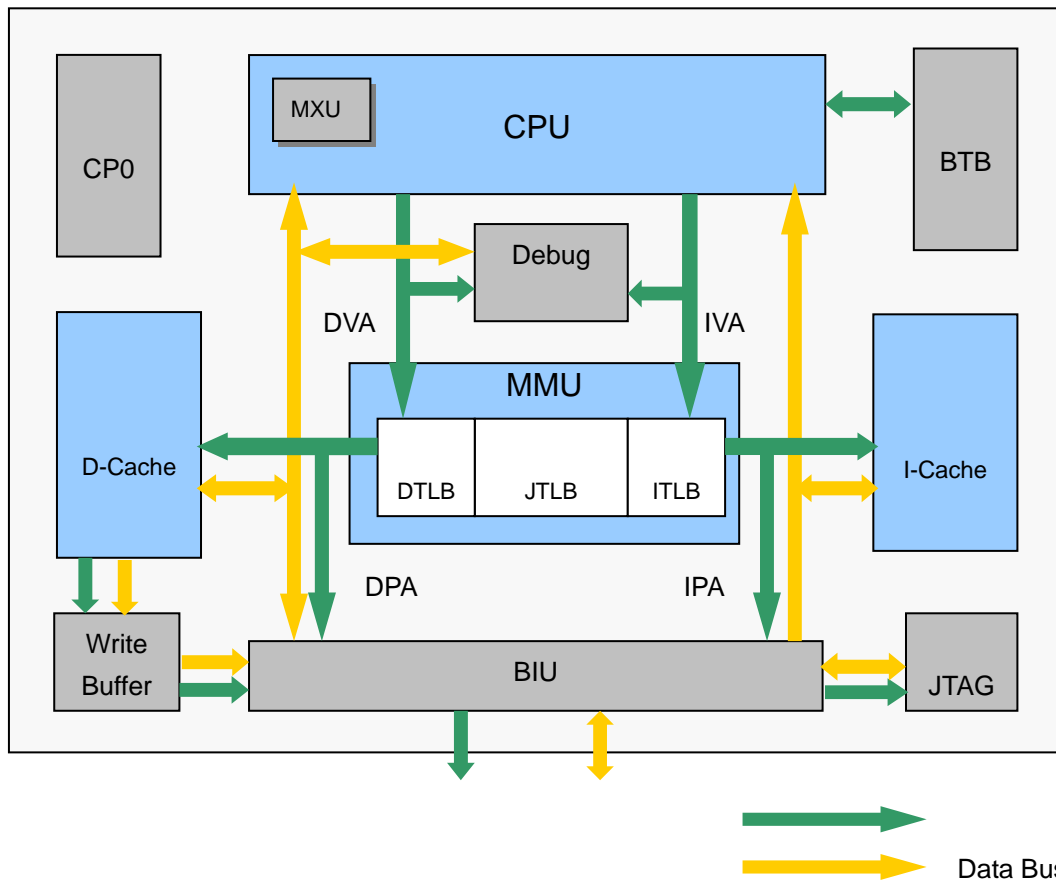 MXU
CPU
CP0
BTB
Debug
DVA
IVA
MMU
D-Cache
DTLB
JTLB
ITLB
I-Cache
DPA
IPA
Write
Buffer
BIU
JTAG
Data Bus